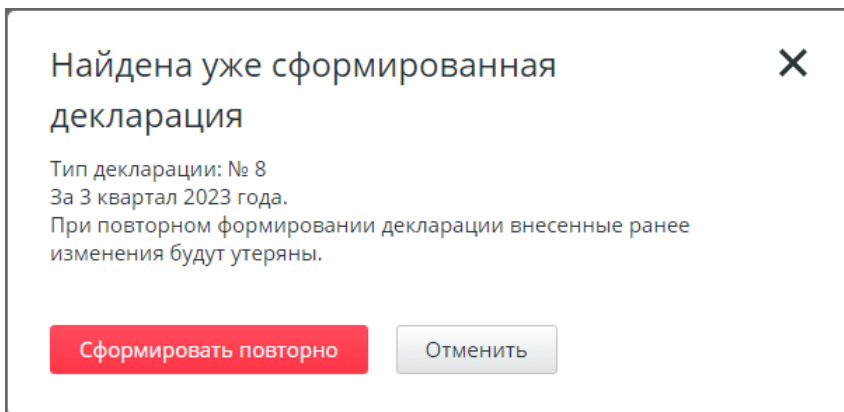 Найдена уже сформированная
декларация
Тип декларации: № 8
За 3 квартал 2023 года.
При повторном формировании декларации внесенные ранее
изменения будут утеряны.
Сформировать повторно
Отменить